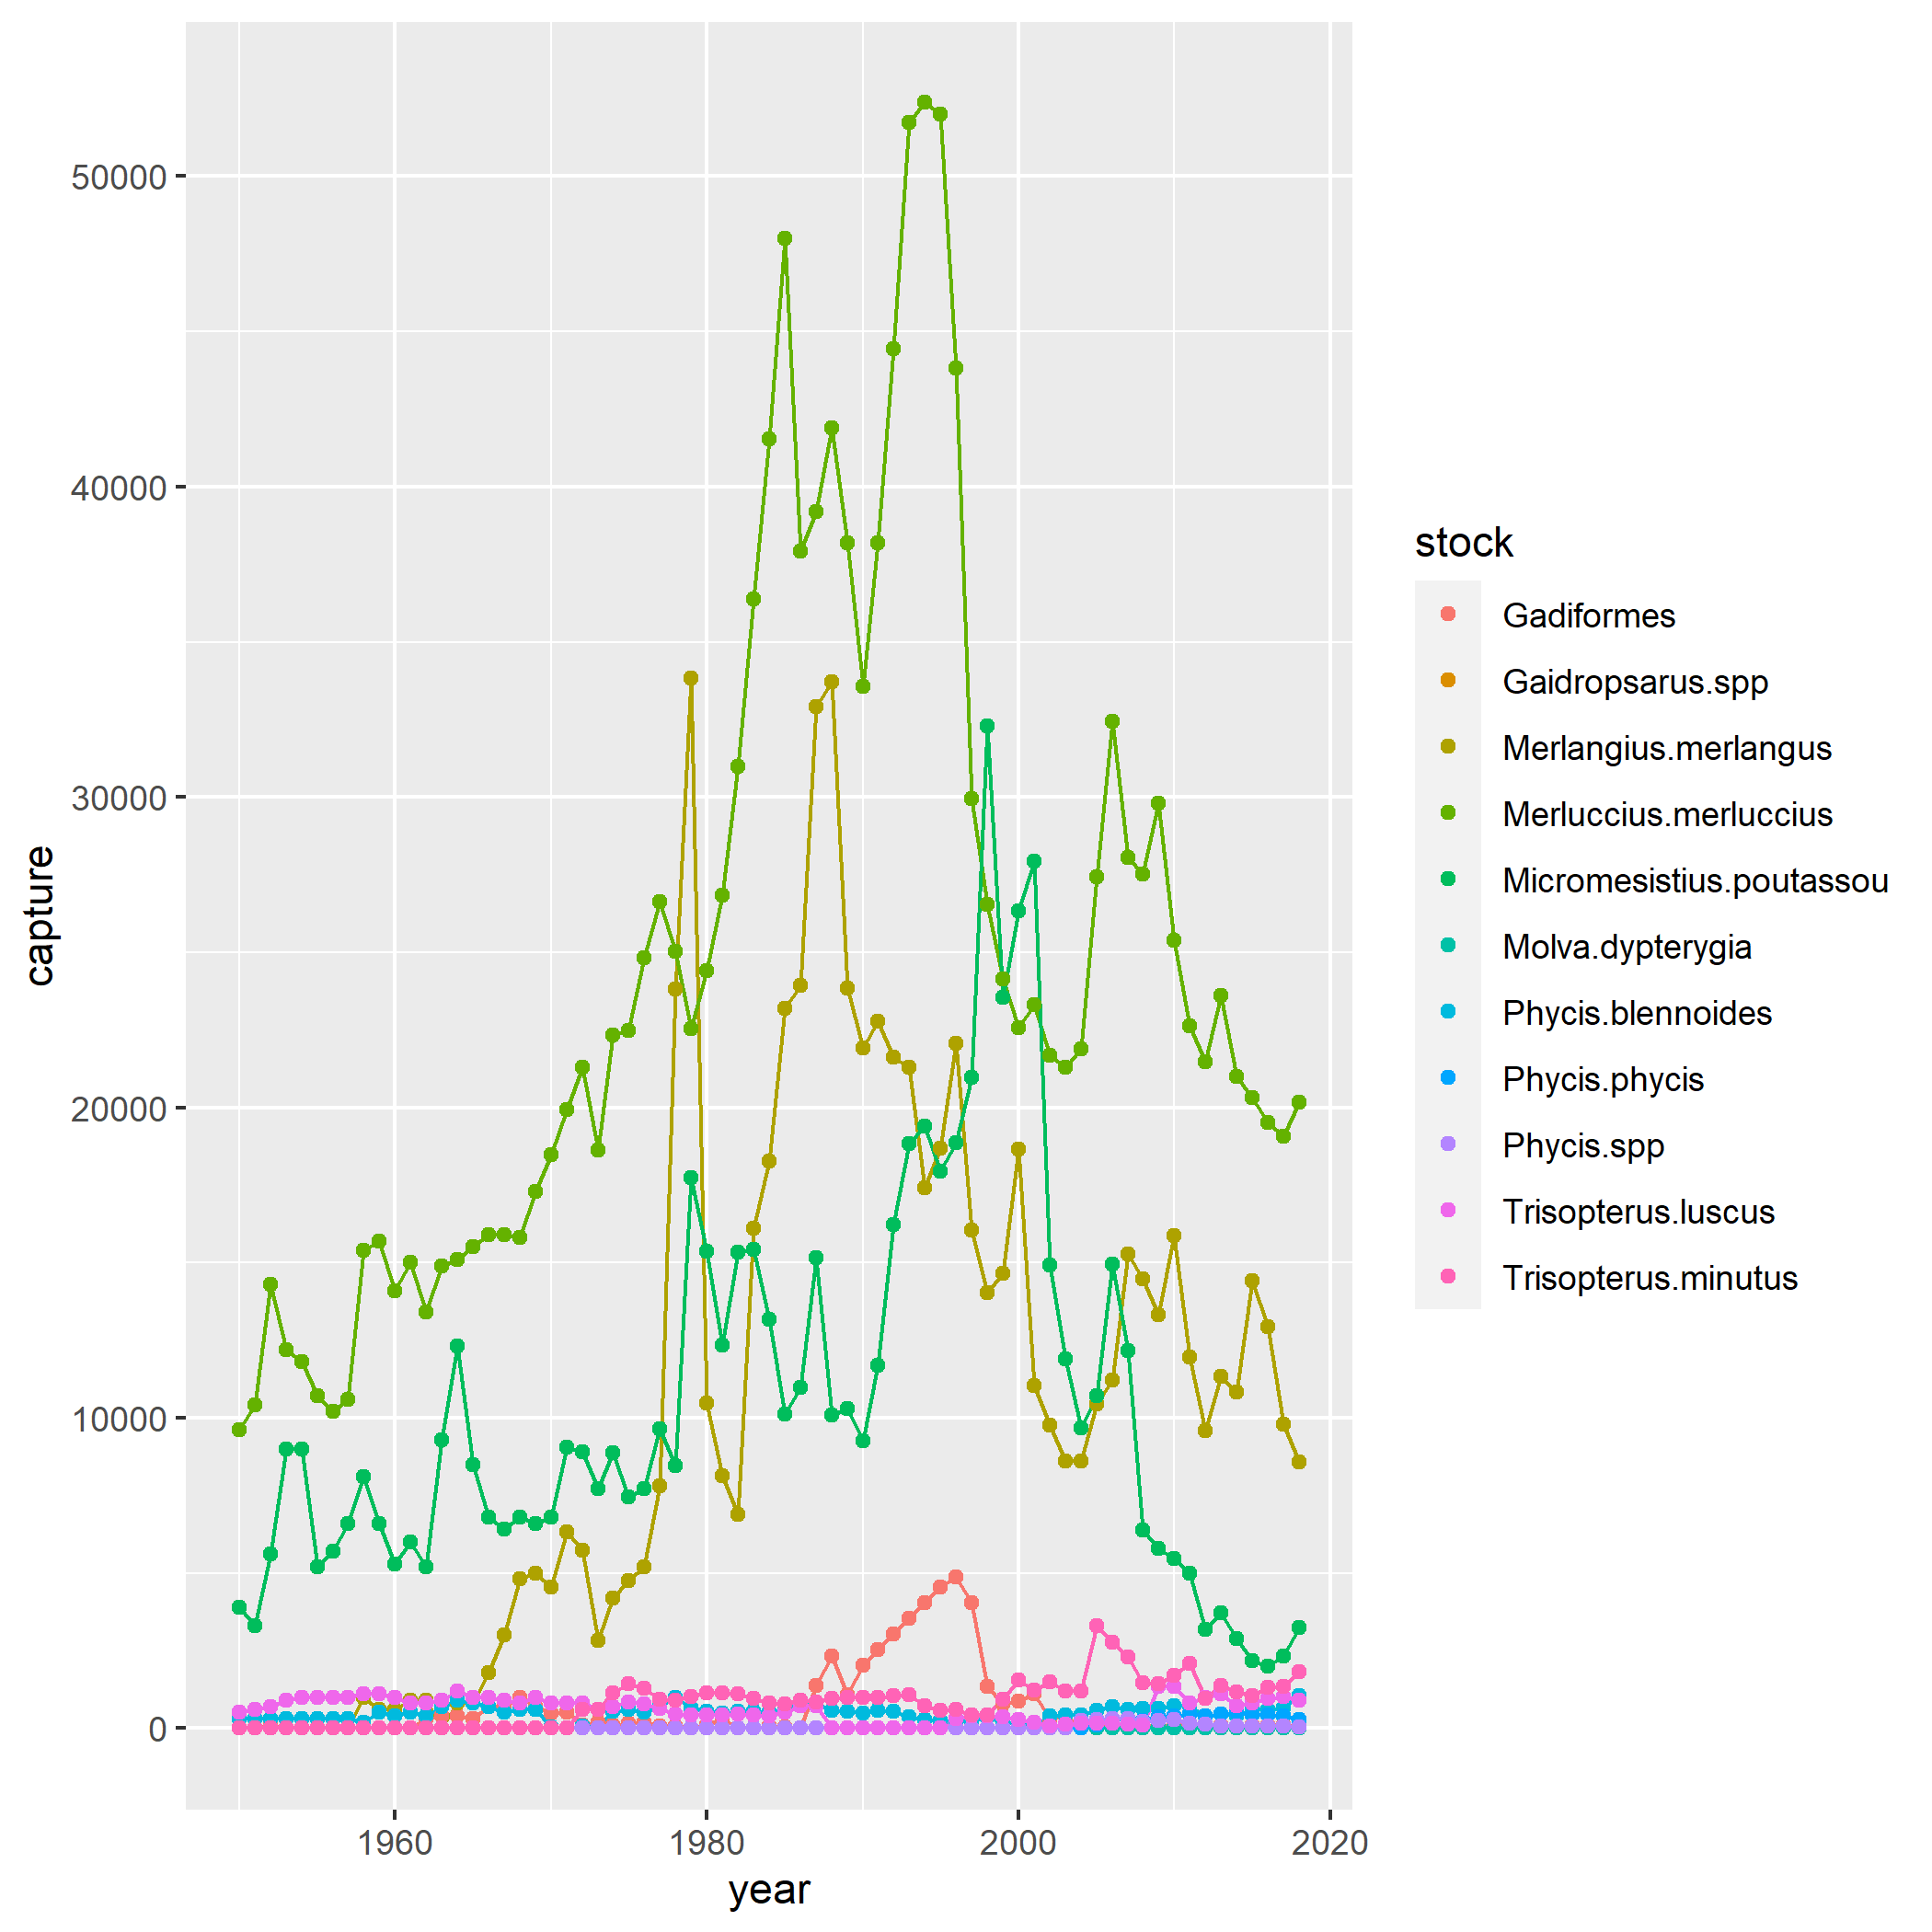 50000
40000
30000
20000
10000
0
capture
1960
1980
2000
2020
year
stock
Gadiformes
Gaidropsarus.spp
Merlangius.merlangus
Merluccius.merluccius
Micromesistius.poutassou
Molva.dypterygia
Phycis.blennoides
Phycis.phycis
Phycis.spp
Trisopterus.luscus
Trisopterus.minutus